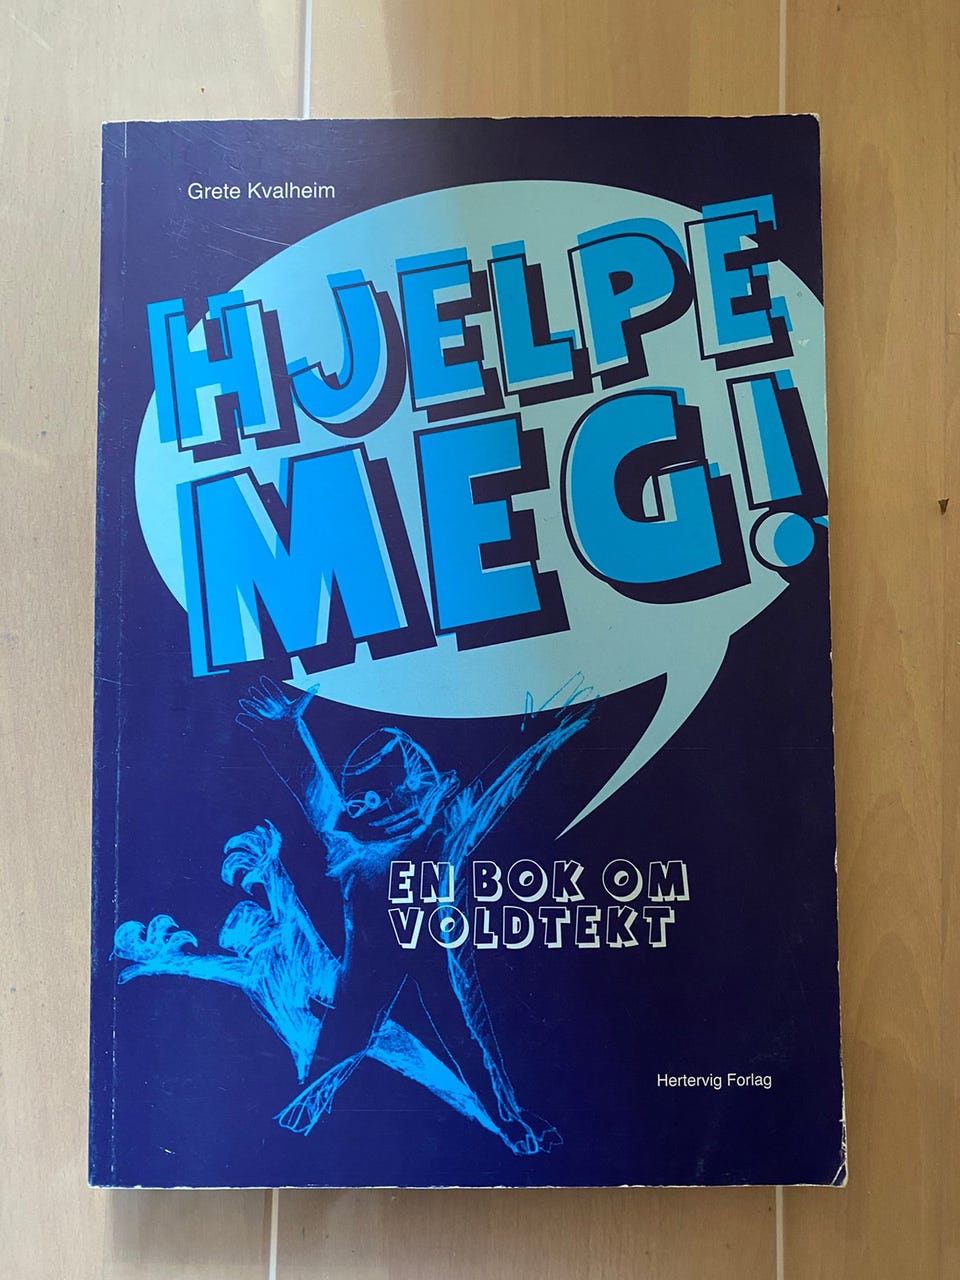 Grete Kvalheim
HJELPE
MEG!
EN BOK OM
VOLDTEKT
Hertervig Forlag